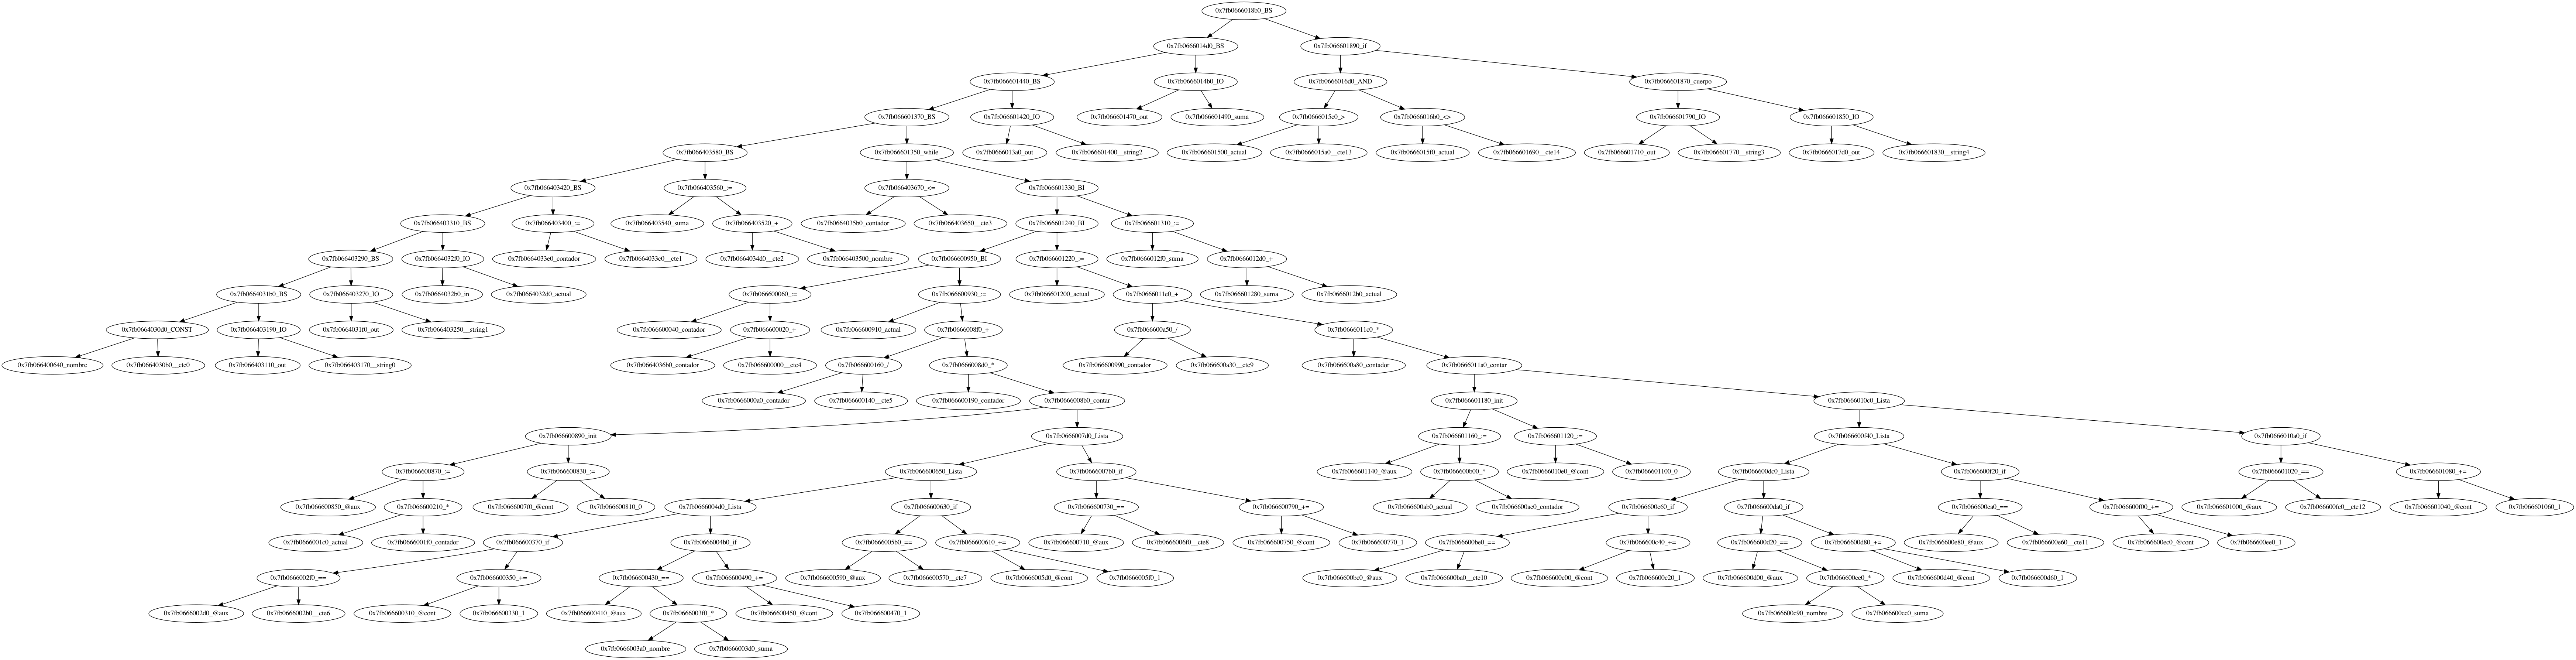 0x7fb0666018b0_BS
0x7fb0666014d0_BS
0x7fb066601890_if
0x7fb066601440_BS
0x7fb0666014b0_IO
0x7fb0666016d0_AND
0x7fb066601870_cuerpo
0x7fb066601370_BS
0x7fb066601420_IO
0x7fb066601470_out
0x7fb066601490_suma
0x7fb0666015c0_>
0x7fb0666016b0_<>
0x7fb066601790_IO
0x7fb066601850_IO
0x7fb066403580_BS
0x7fb066601350_while
0x7fb0666013a0_out
0x7fb066601400__string2
0x7fb066601500_actual
0x7fb0666015a0__cte13
0x7fb0666015f0_actual
0x7fb066601690__cte14
0x7fb066601710_out
0x7fb066601770__string3
0x7fb0666017d0_out
0x7fb066601830__string4
0x7fb066403420_BS
0x7fb066403560_:=
0x7fb066403670_<=
0x7fb066601330_BI
0x7fb066403310_BS
0x7fb066403400_:=
0x7fb066403540_suma
0x7fb066403520_+
0x7fb0664035b0_contador
0x7fb066403650__cte3
0x7fb066601240_BI
0x7fb066601310_:=
0x7fb066403290_BS
0x7fb0664032f0_IO
0x7fb0664033e0_contador
0x7fb0664033c0__cte1
0x7fb0664034d0__cte2
0x7fb066403500_nombre
0x7fb066600950_BI
0x7fb066601220_:=
0x7fb0666012f0_suma
0x7fb0666012d0_+
0x7fb0664031b0_BS
0x7fb066403270_IO
0x7fb0664032b0_in
0x7fb0664032d0_actual
0x7fb066600060_:=
0x7fb066600930_:=
0x7fb066601200_actual
0x7fb0666011e0_+
0x7fb066601280_suma
0x7fb0666012b0_actual
0x7fb0664030d0_CONST
0x7fb066403190_IO
0x7fb0664031f0_out
0x7fb066403250__string1
0x7fb066600040_contador
0x7fb066600020_+
0x7fb066600910_actual
0x7fb0666008f0_+
0x7fb066600a50_/
0x7fb0666011c0_*
0x7fb066400640_nombre
0x7fb0664030b0__cte0
0x7fb066403110_out
0x7fb066403170__string0
0x7fb0664036b0_contador
0x7fb066600000__cte4
0x7fb066600160_/
0x7fb0666008d0_*
0x7fb066600990_contador
0x7fb066600a30__cte9
0x7fb066600a80_contador
0x7fb0666011a0_contar
0x7fb0666000a0_contador
0x7fb066600140__cte5
0x7fb066600190_contador
0x7fb0666008b0_contar
0x7fb066601180_init
0x7fb0666010c0_Lista
0x7fb066600890_init
0x7fb0666007d0_Lista
0x7fb066601160_:=
0x7fb066601120_:=
0x7fb066600f40_Lista
0x7fb0666010a0_if
0x7fb066600870_:=
0x7fb066600830_:=
0x7fb066600650_Lista
0x7fb0666007b0_if
0x7fb066601140_@aux
0x7fb066600b00_*
0x7fb0666010e0_@cont
0x7fb066601100_0
0x7fb066600dc0_Lista
0x7fb066600f20_if
0x7fb066601020_==
0x7fb066601080_+=
0x7fb066600850_@aux
0x7fb066600210_*
0x7fb0666007f0_@cont
0x7fb066600810_0
0x7fb0666004d0_Lista
0x7fb066600630_if
0x7fb066600730_==
0x7fb066600790_+=
0x7fb066600ab0_actual
0x7fb066600ae0_contador
0x7fb066600c60_if
0x7fb066600da0_if
0x7fb066600ea0_==
0x7fb066600f00_+=
0x7fb066601000_@aux
0x7fb066600fe0__cte12
0x7fb066601040_@cont
0x7fb066601060_1
0x7fb0666001c0_actual
0x7fb0666001f0_contador
0x7fb066600370_if
0x7fb0666004b0_if
0x7fb0666005b0_==
0x7fb066600610_+=
0x7fb066600710_@aux
0x7fb0666006f0__cte8
0x7fb066600750_@cont
0x7fb066600770_1
0x7fb066600be0_==
0x7fb066600c40_+=
0x7fb066600d20_==
0x7fb066600d80_+=
0x7fb066600e80_@aux
0x7fb066600e60__cte11
0x7fb066600ec0_@cont
0x7fb066600ee0_1
0x7fb0666002f0_==
0x7fb066600350_+=
0x7fb066600430_==
0x7fb066600490_+=
0x7fb066600590_@aux
0x7fb066600570__cte7
0x7fb0666005d0_@cont
0x7fb0666005f0_1
0x7fb066600bc0_@aux
0x7fb066600ba0__cte10
0x7fb066600c00_@cont
0x7fb066600c20_1
0x7fb066600d00_@aux
0x7fb066600ce0_*
0x7fb066600d40_@cont
0x7fb066600d60_1
0x7fb0666002d0_@aux
0x7fb0666002b0__cte6
0x7fb066600310_@cont
0x7fb066600330_1
0x7fb066600410_@aux
0x7fb0666003f0_*
0x7fb066600450_@cont
0x7fb066600470_1
0x7fb066600c90_nombre
0x7fb066600cc0_suma
0x7fb0666003a0_nombre
0x7fb0666003d0_suma